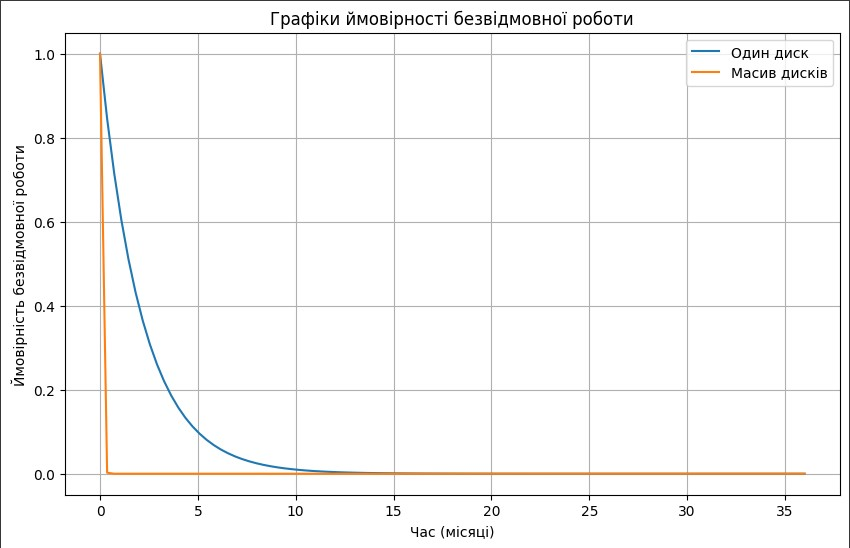 Графіки ймовірності безвідмовної роботи
Один диск
Масив дисків
Ймовірність безвідмовної роботи
1.0
0.8
0.6
0.4
0.2
0.0
0 5 10 15 20 25 30 35
Час (місяці)